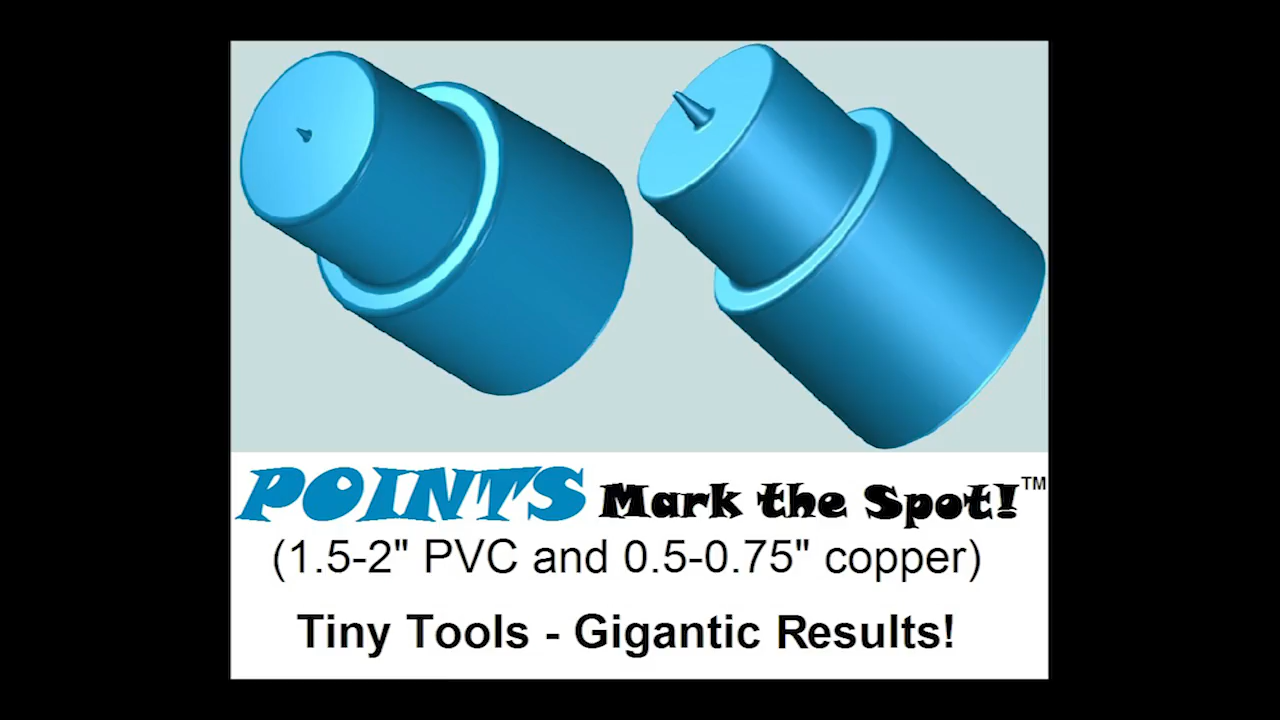 POINTS Mark the Spot!™
(1.5-2" PVC and 0.5-0.75" copper)
Tiny Tools - Gigantic Results!